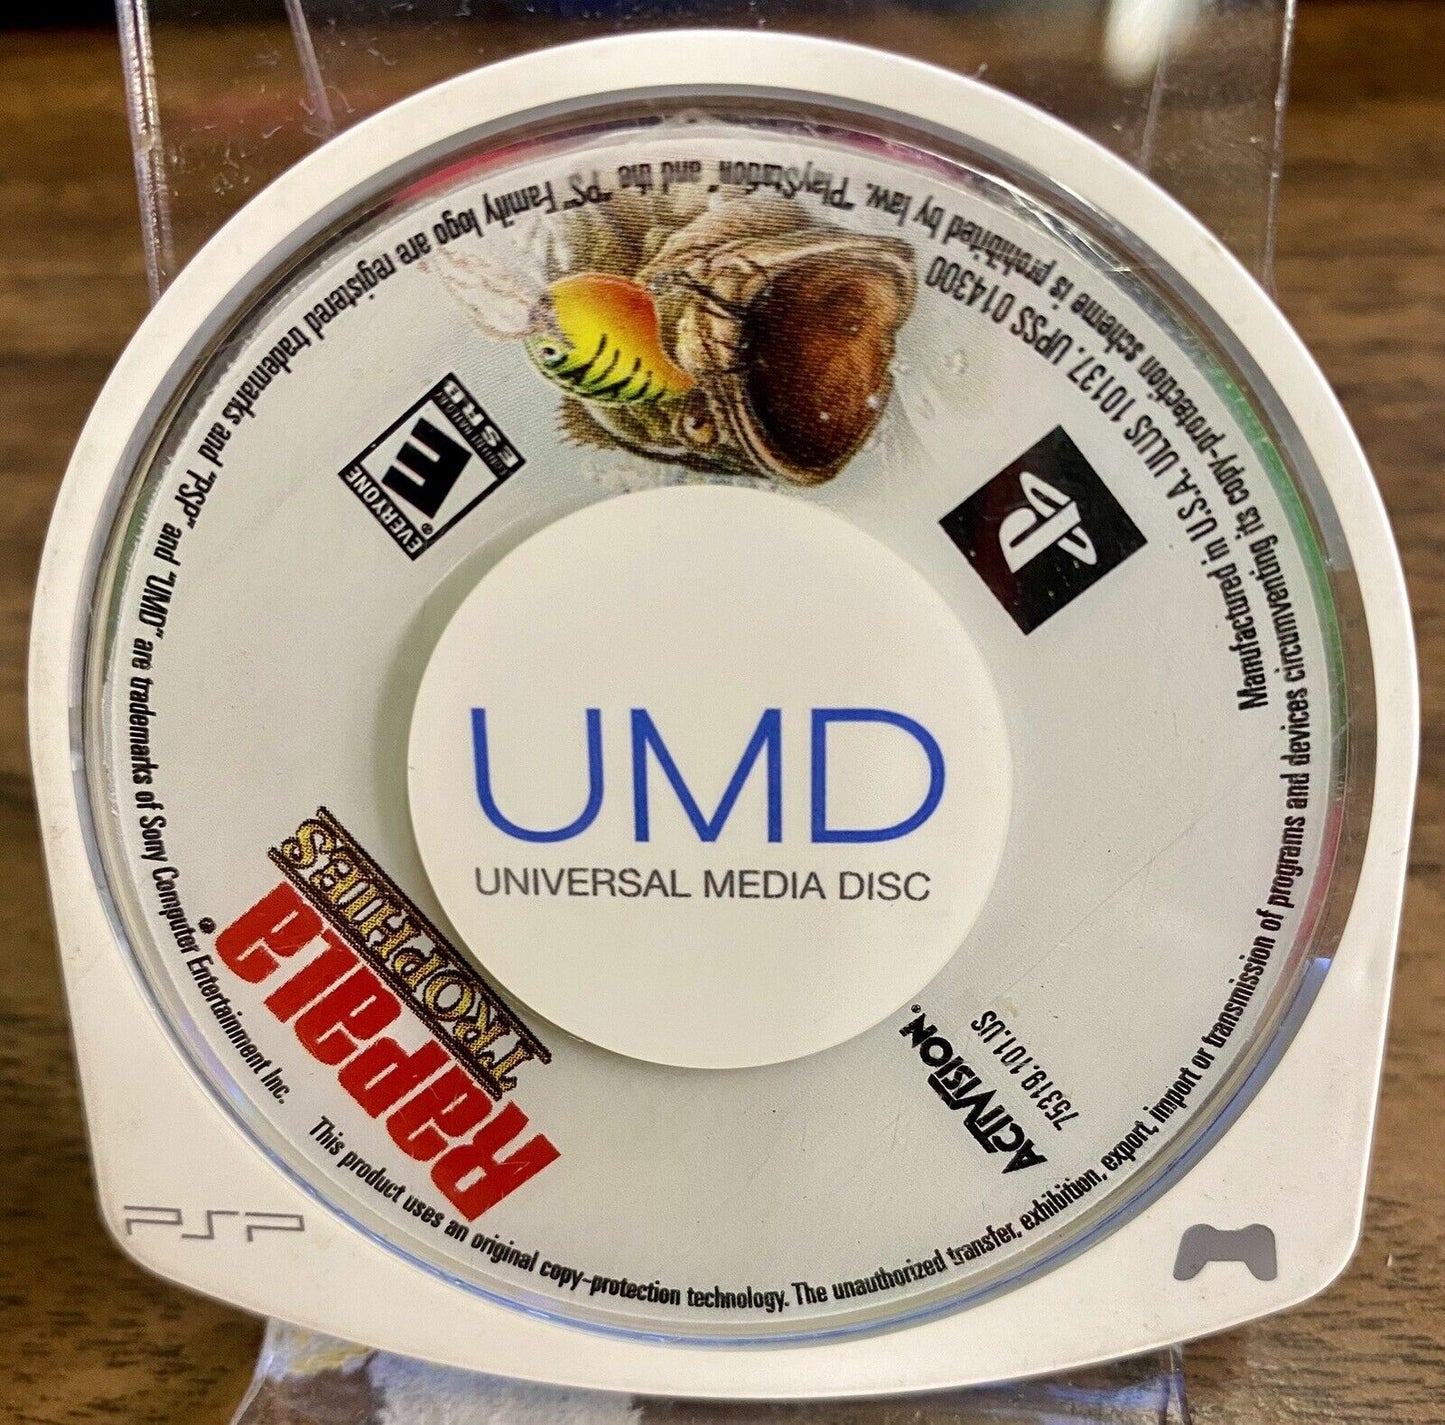 UMD
UNIVERSAL MEDIA DISC
Rapala®
TROPHIES
ACTIVISION®
75319.101.US
EVERYONE
E
®
CONTENT RATED BY
ESRB
Manufactured in U.S.A. ULUS 10137. UPSS 014300
This product uses an original copy-protection technology. The unauthorized transfer, exhibition, export, import or transmission of programs and devices circumventing its copy-protection scheme is prohibited by law. "PlayStation" and the "PS" Family logo are registered trademarks and "PSP" and "UMD" are trademarks of Sony Computer Entertainment Inc.
PSP